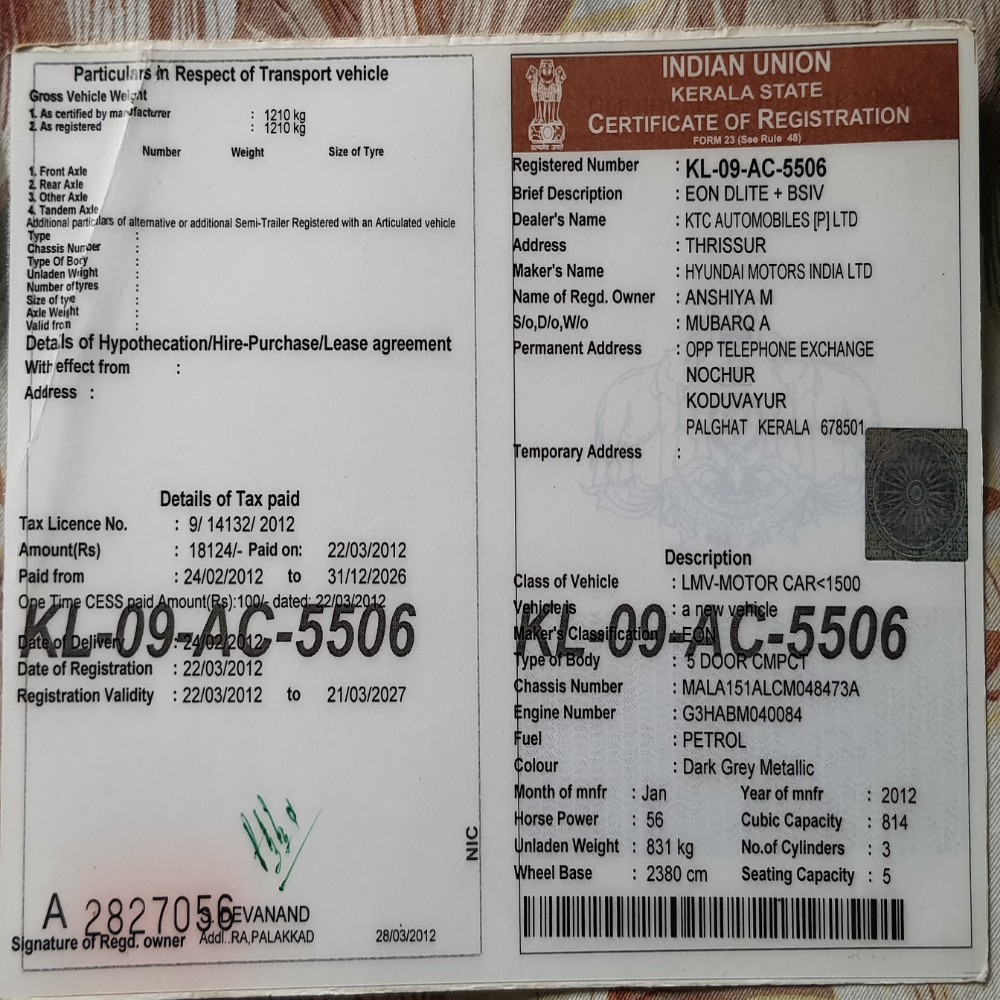 Particulars in Respect of Transport vehicle
Gross Vehicle Weight
1. As certified by manufacturer : 1210 kg
2. As registered : 1210 kg
Number Weight Size of Tyre
1. Front Axle
2. Rear Axle
3. Other Axle
4. Tandem Axle
Additional particulars of alternative or additional Semi-Trailer Registered with an Articulated vehicle
Type :
Chassis Number :
Type Of Body :
Unladen Weight :
Number of tyres :
Size of tye :
Axle Weight :
Valid from :
Details of Hypothecation/Hire-Purchase/Lease agreement
With effect from :
Address :
Details of Tax paid
Tax Licence No. : 9/ 14132/ 2012
Amount(Rs) : 18124/- Paid on: 22/03/2012
Paid from : 24/02/2012 to 31/12/2026
One Time CESS paid Amount(Rs):100/- dated: 22/03/2012
KL-09-AC-5506
Date of Delivery : 24/02/2012
Date of Registration : 22/03/2012
Registration Validity : 22/03/2012 to 21/03/2027
NIC
A 2827056
S. DEVANAND
Signature of Regd. owner Addl..RA,PALAKKAD 28/03/2012
INDIAN UNION
KERALA STATE
CERTIFICATE OF REGISTRATION
FORM 23 (See Rule 48)
Registered Number : KL-09-AC-5506
Brief Description : EON DLITE + BSIV
Dealer's Name : KTC AUTOMOBILES [P] LTD
Address : THRISSUR
Maker's Name : HYUNDAI MOTORS INDIA LTD
Name of Regd. Owner : ANSHIYA M
S/o,D/o,W/o : MUBARQ A
Permanent Address : OPP TELEPHONE EXCHANGE
NOCHUR
KODUVAYUR
PALGHAT KERALA 678501
Temporary Address :
Description
Class of Vehicle : LMV-MOTOR CAR<1500
Vehicle is : a new vehicle
KL-09-AC-5506
Maker's Classification : EON
Type of Body : 5 DOOR CMPCT
Chassis Number : MALA151ALCM048473A
Engine Number : G3HABM040084
Fuel : PETROL
Colour : Dark Grey Metallic
Month of mnfr : Jan Year of mnfr : 2012
Horse Power : 56 Cubic Capacity : 814
Unladen Weight : 831 kg No.of Cylinders : 3
Wheel Base : 2380 cm Seating Capacity : 5